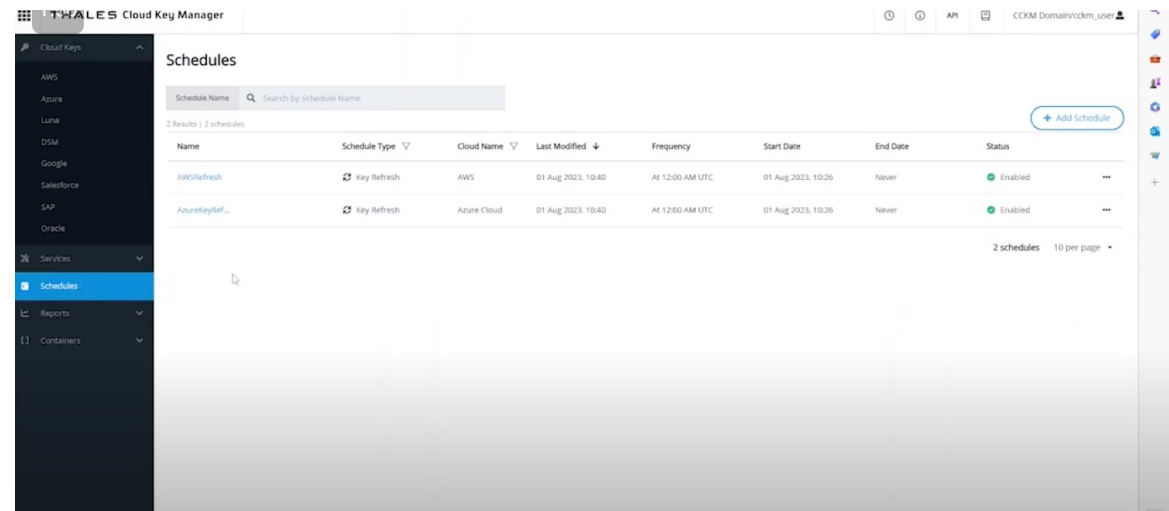 THALES Cloud Key Manager
API
CCKM Domain/cckm_user
Cloud Keys
AWS
Azure
Luna
DSM
Google
Salesforce
SAP
Oracle
Services
Schedules
Reports
Containers
Schedules
Schedule Name Search by Schedule Name
2 Results | 2 schedules
+ Add Schedule
Name Schedule Type Cloud Name Last Modified Frequency Start Date End Date Status
AWSRefresh Key Refresh AWS 01 Aug 2023, 10:40 At 12:00 AM UTC 01 Aug 2023, 10:26 Never Enabled
AzureKeyRef... Key Refresh Azure Cloud 01 Aug 2023, 10:40 At 12:00 AM UTC 01 Aug 2023, 10:26 Never Enabled
2 schedules 10 per page